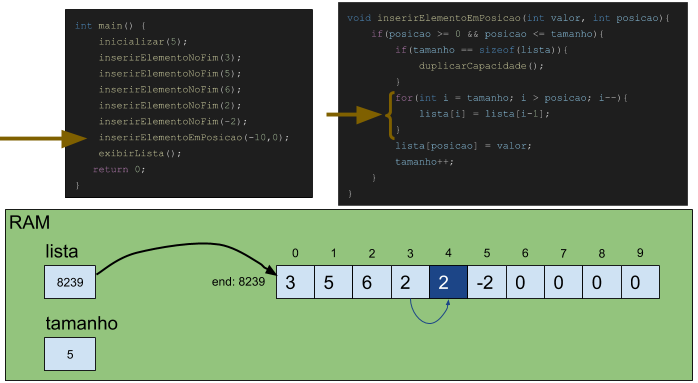 int main() {
inicializar(5);
inserirElementoNoFim(3);
inserirElementoNoFim(5);
inserirElementoNoFim(6);
inserirElementoNoFim(2);
inserirElementoNoFim(-2);
inserirElementoEmPosicao(-10,0);
exibirLista();
return 0;
}
void inserirElementoEmPosicao(int valor, int posicao){
if(posicao >= 0 && posicao <= tamanho){
if(tamanho == sizeof(lista)){
duplicarCapacidade();
}
for(int i = tamanho; i > posicao; i--){
lista[i] = lista[i-1];
}
lista[posicao] = valor;
tamanho++;
}
}
RAM
lista
8239
end: 8239
0 1 2 3 4 5 6 7 8 9
3 5 6 2 2 -2 0 0 0 0
tamanho
5